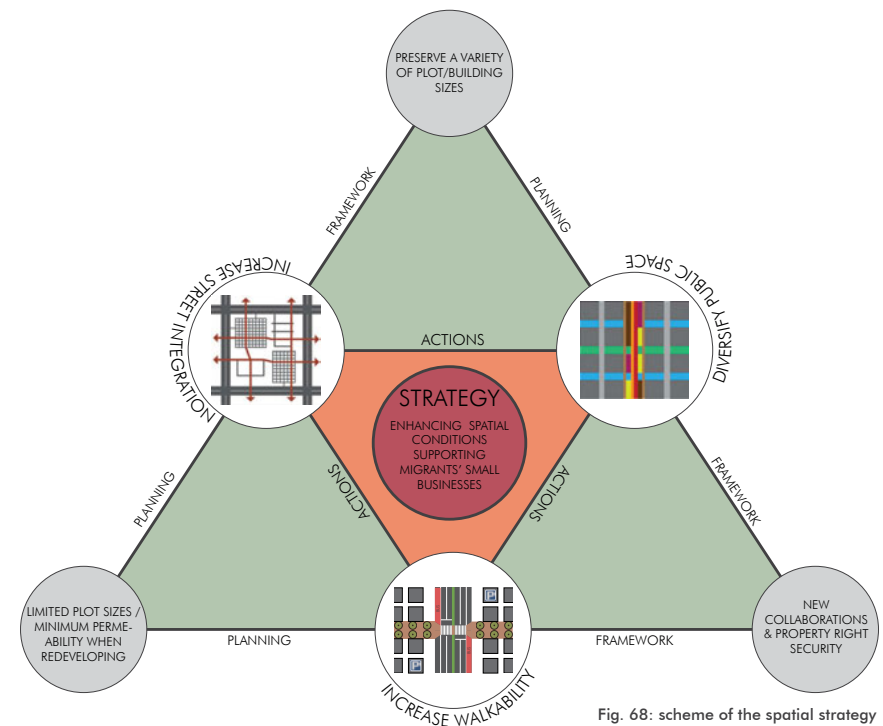 PRESERVE A VARIETY
OF PLOT/BUILDING
SIZES
FRAMEWORK
PLANNING
INCREASE STREET INTEGRATION
DIVERSIFY PUBLIC SPACE
ACTIONS
STRATEGY
ENHANCING SPATIAL
CONDITIONS
SUPPORTING
MIGRANTS' SMALL
BUSINESSES
PLANNING
ACTIONS
ACTIONS
FRAMEWORK
LIMITED PLOT SIZES /
MINIMUM PERME-
ABILITY WHEN
REDEVELOPING
PLANNING
P
P
INCREASE WALKABILITY
FRAMEWORK
NEW
COLLABORATIONS
& PROPERTY RIGHT
SECURITY
Fig. 68: scheme of the spatial strategy